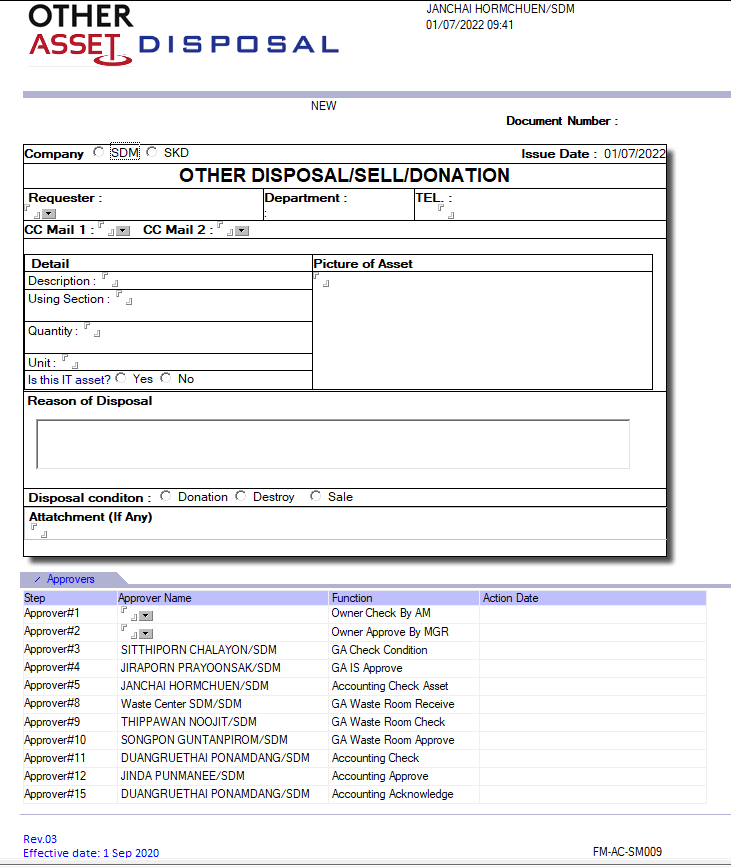 OTHER
ASSET DISPOSAL
JANCHAI HORMCHUEN/SDM
01/07/2022 09:41
NEW
Document Number :
Company SDM SKD Issue Date : 01/07/2022
OTHER DISPOSAL/SELL/DONATION
Requester : Department : TEL. :
:
CC Mail 1 : CC Mail 2 :
Detail Picture of Asset
Description :
Using Section :
Quantity :
Unit :
Is this IT asset? Yes No
Reason of Disposal
Disposal conditon : Donation Destroy Sale
Attatchment (If Any)
Approvers
Step Approver Name Function Action Date
Approver#1 Owner Check By AM
Approver#2 Owner Approve By MGR
Approver#3 SITTHIPORN CHALAYON/SDM GA Check Condition
Approver#4 JIRAPORN PRAYOONSAK/SDM GA IS Approve
Approver#5 JANCHAI HORMCHUEN/SDM Accounting Check Asset
Approver#8 Waste Center SDM/SDM GA Waste Room Receive
Approver#9 THIPPAWAN NOOJIT/SDM GA Waste Room Check
Approver#10 SONGPON GUNTANPIROM/SDM GA Waste Room Approve
Approver#11 DUANGRUETHAI PONAMDANG/SDM Accounting Check
Approver#12 JINDA PUNMANEE/SDM Accounting Approve
Approver#15 DUANGRUETHAI PONAMDANG/SDM Accounting Acknowledge
Rev.03
Effective date: 1 Sep 2020 FM-AC-SM009